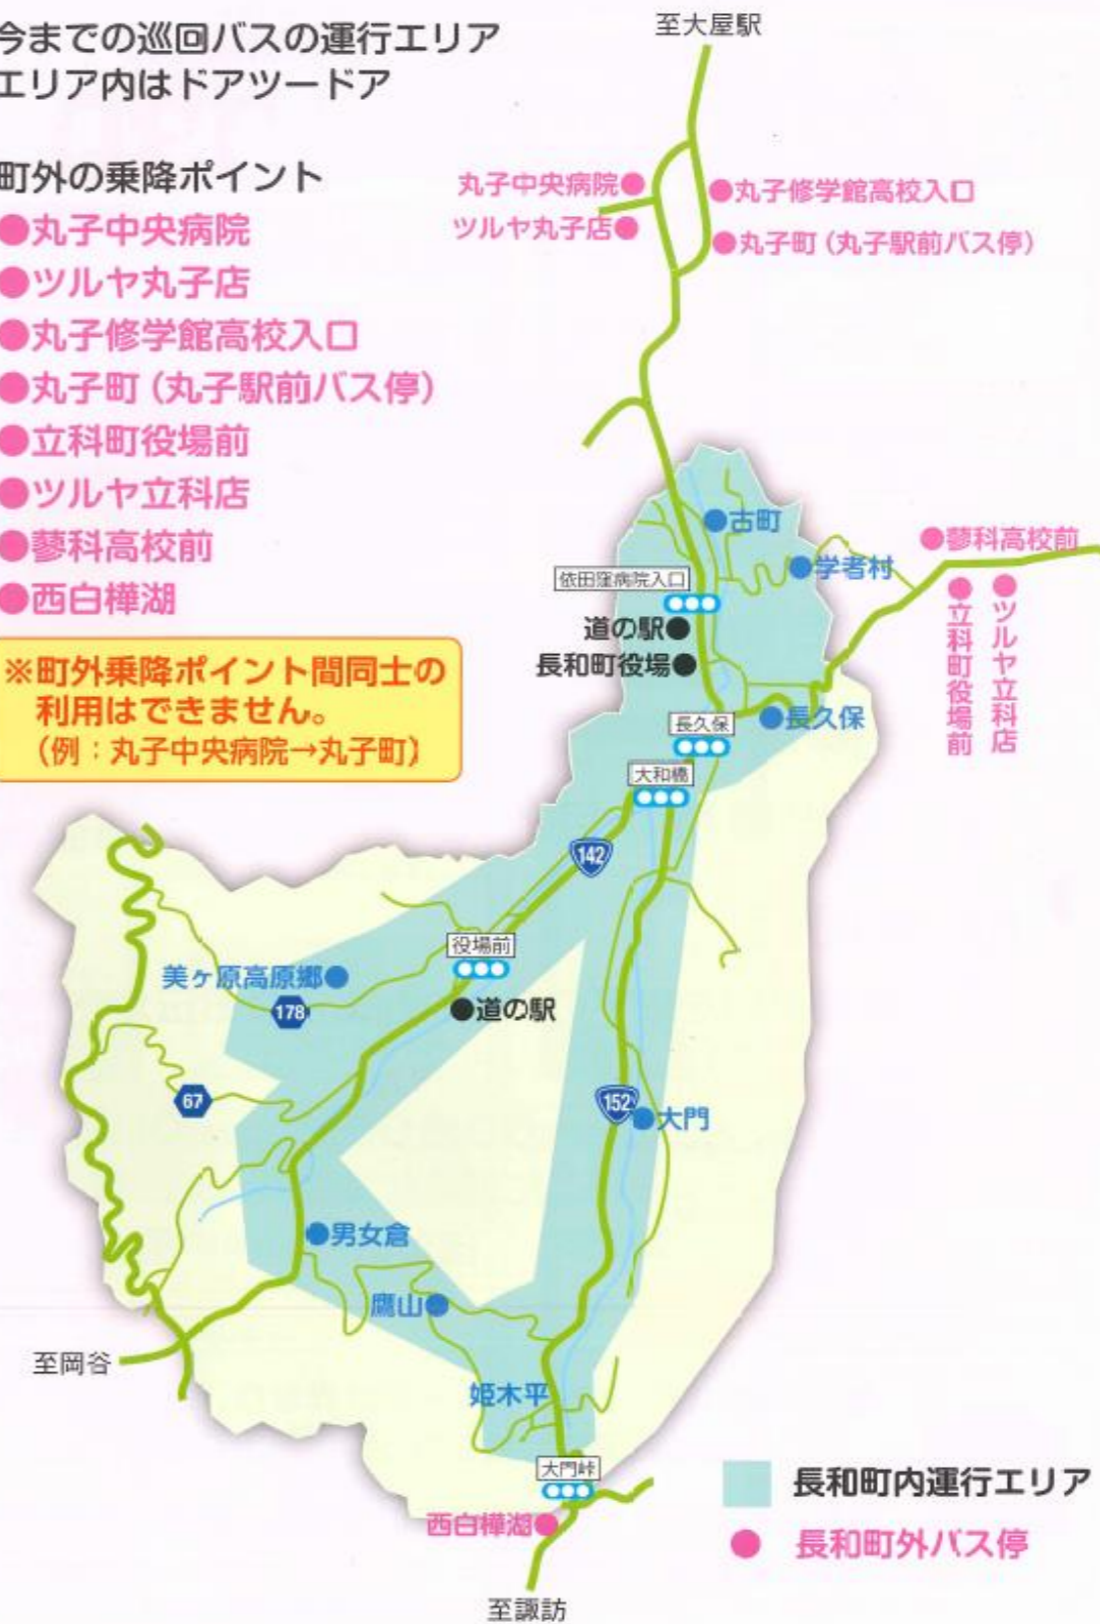 今までの巡回バスの運行エリア
エリア内はドアツードア
町外の乗降ポイント
●丸子中央病院
●ツルヤ丸子店
●丸子修学館高校入口
●丸子町（丸子駅前バス停）
●立科町役場前
●ツルヤ立科店
●蓼科高校前
●西白樺湖
※町外乗降ポイント間同士の
利用はできません。
（例：丸子中央病院→丸子町）
至大屋駅
丸子中央病院●
●丸子修学館高校入口
ツルヤ丸子店●
●丸子町（丸子駅前バス停）
●古町
●蓼科高校前
●学者村
依田窪病院入口
●立科町役場前
●ツルヤ立科店
道の駅●
長和町役場●
長久保
●長久保
大和橋
142
役場前
美ヶ原高原郷●
178
●道の駅
67
152
●大門
●男女倉
鷹山●
至岡谷
姫木平
大門峠
西白樺湖●
至諏訪
長和町内運行エリア
● 長和町外バス停